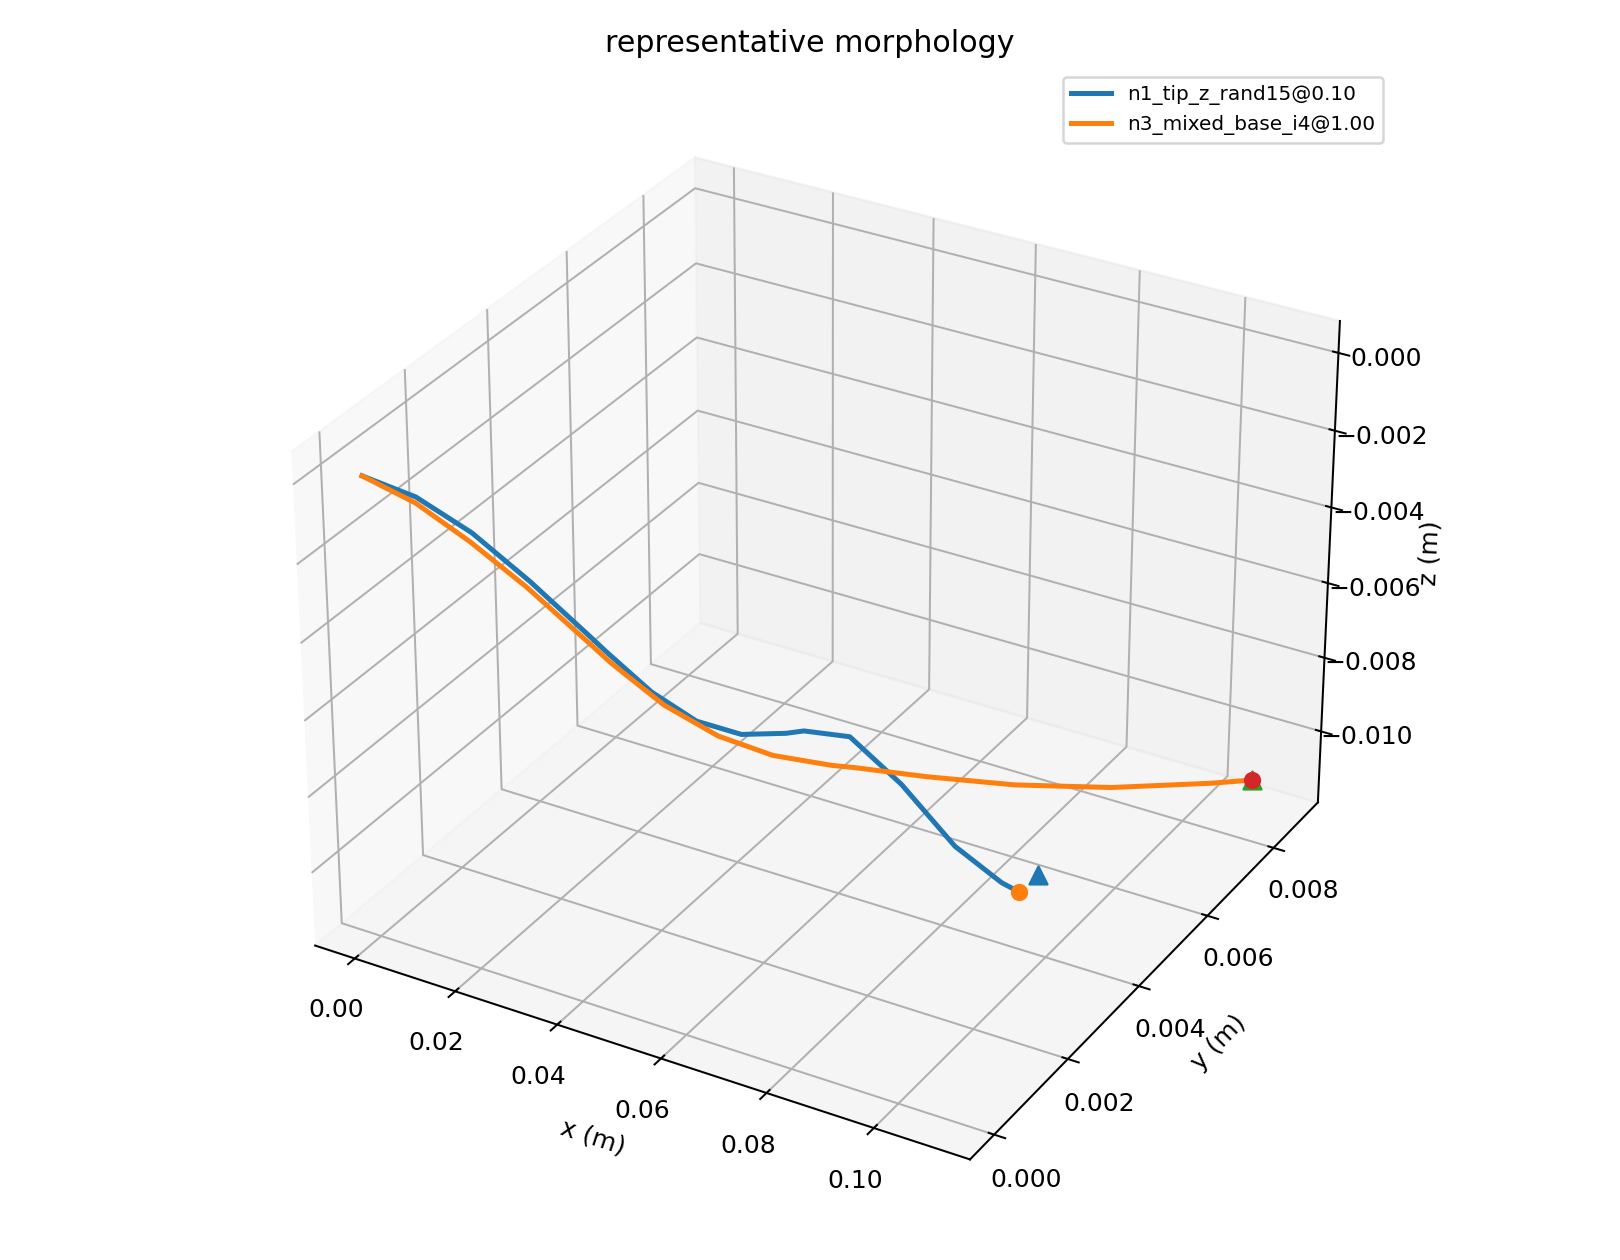 representative morphology
n1_tip_z_rand15@0.10
n3_mixed_base_i4@1.00
0.000
−0.002
−0.004
−0.006
−0.008
−0.010
z (m)
0.008
0.006
0.004
0.002
0.000
y (m)
0.00
0.02
0.04
0.06
0.08
0.10
x (m)